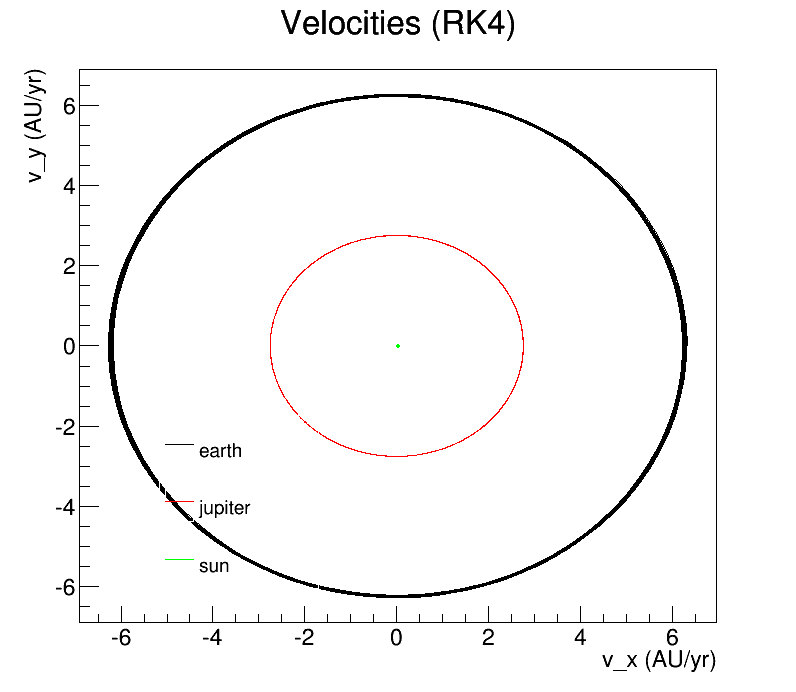 Velocities (RK4)
v_y (AU/yr)
6
4
2
0
-2
-4
-6
earth
jupiter
sun
-6 -4 -2 0 2 4 6
v_x (AU/yr)